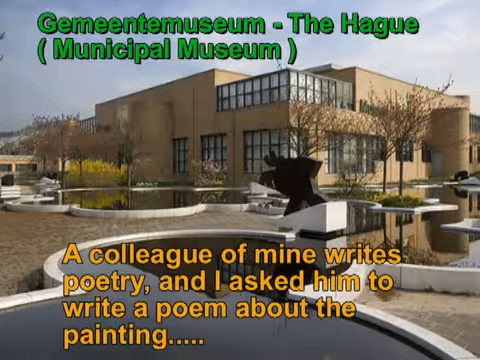 Gemeentemuseum - The Hague
( Municipal Museum )
A colleague of mine writes
poetry, and I asked him to
write a poem about the
painting.....